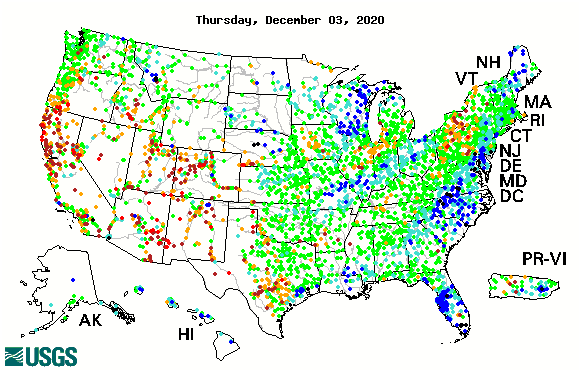 Thursday, December 03, 2020
NH
VT
MA
RI
CT
NJ
DE
MD
DC
PR-VI
AK
HI
USGS